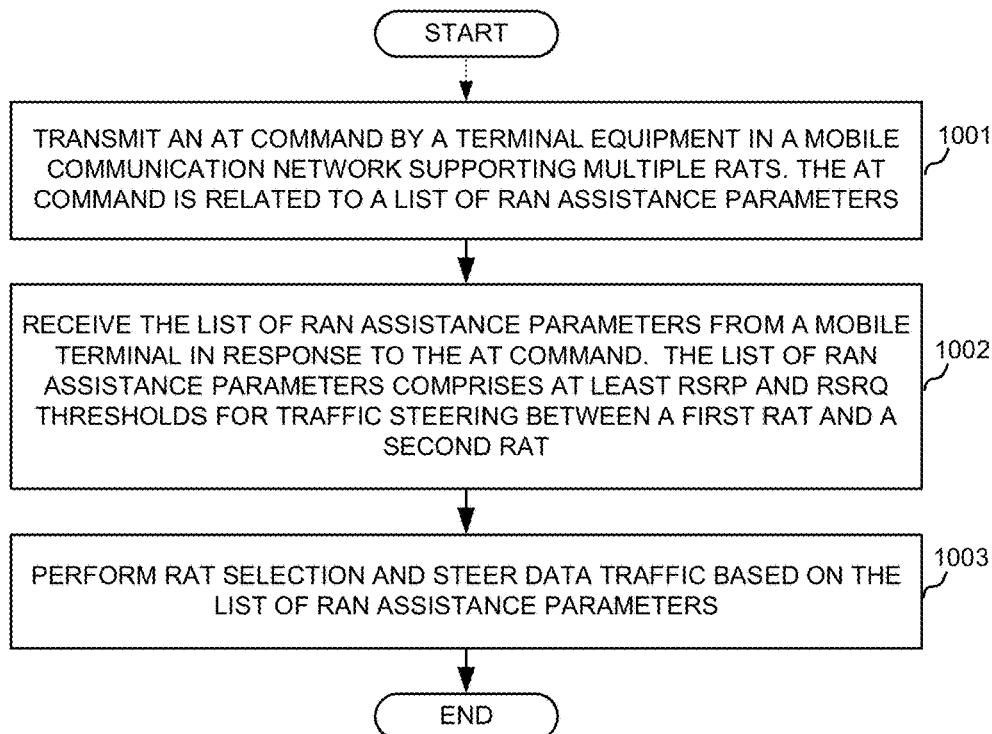 START
TRANSMIT AN AT COMMAND BY A TERMINAL EQUIPMENT IN A MOBILE
COMMUNICATION NETWORK SUPPORTING MULTIPLE RATS. THE AT
COMMAND IS RELATED TO A LIST OF RAN ASSISTANCE PARAMETERS
1001
RECEIVE THE LIST OF RAN ASSISTANCE PARAMETERS FROM A MOBILE
TERMINAL IN RESPONSE TO THE AT COMMAND. THE LIST OF RAN
ASSISTANCE PARAMETERS COMPRISES AT LEAST RSRP AND RSRQ
THRESHOLDS FOR TRAFFIC STEERING BETWEEN A FIRST RAT AND A
SECOND RAT
1002
PERFORM RAT SELECTION AND STEER DATA TRAFFIC BASED ON THE
LIST OF RAN ASSISTANCE PARAMETERS
1003
END